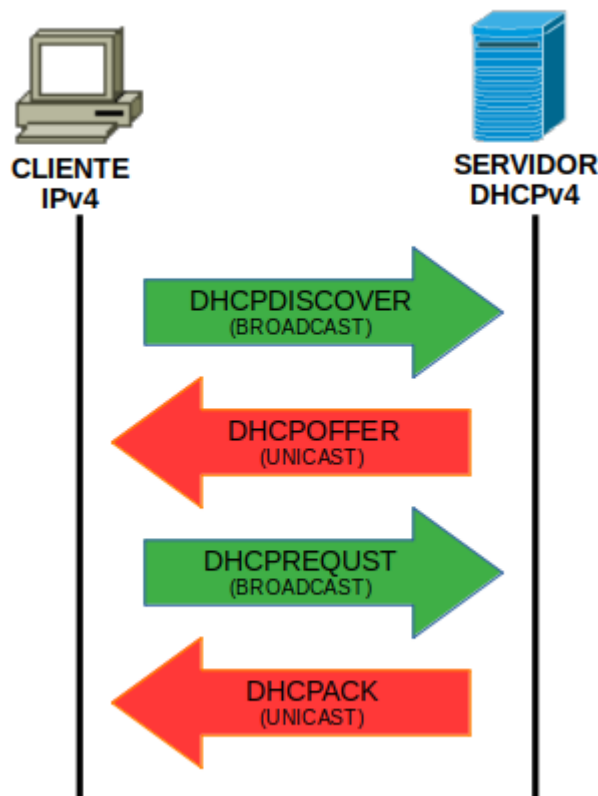 CLIENTE
IPv4
SERVIDOR
DHCPv4
DHCPDISCOVER
(BROADCAST)
DHCPOFFER
(UNICAST)
DHCPREQUST
(BROADCAST)
DHCPACK
(UNICAST)